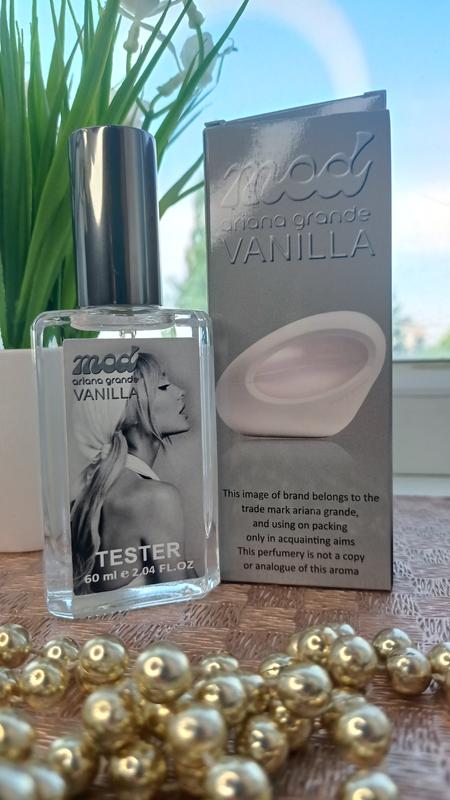 mod
ariana grande
VANILLA
This image of brand belongs to the
trade mark ariana grande,
and using on packing
only in acquainting aims
This perfumery is not a copy
or analogue of this aroma
mod
ariana grande
VANILLA
TESTER
60 ml e 2.04 FL.OZ